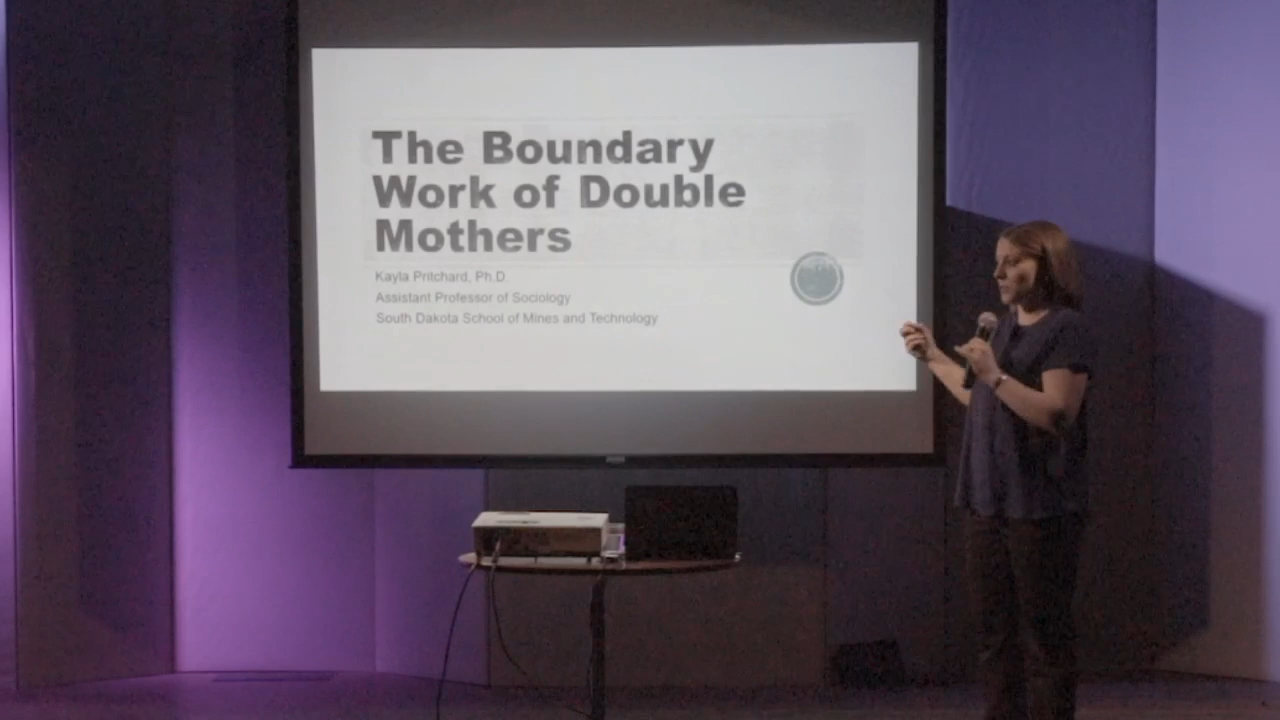 The Boundary
Work of Double
Mothers
Kayla Pritchard, Ph.D.
Assistant Professor of Sociology
South Dakota School of Mines and Technology